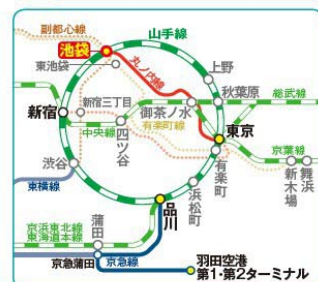 副都心線
山手線
池袋
丸ノ内線
東池袋
上野
秋葉原
新宿三丁目
御茶ノ水
総武線
新宿
中央線
四ツ谷
有楽町線
東京
京葉線
渋谷
有楽町
新木場
舞浜
東横線
浜松町
品川
京浜東北線
東海道本線
蒲田
京急蒲田
京急線
羽田空港
第1・第2ターミナル